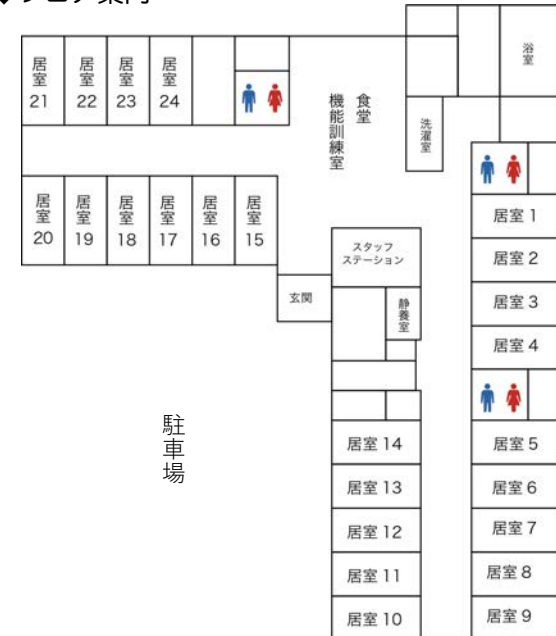 浴室
居室
21
居室
22
居室
23
居室
24
食堂
機能訓練室
洗濯室
居室
20
居室
19
居室
18
居室
17
居室
16
居室
15
居室 1
居室 2
居室 3
居室 4
スタッフ
ステーション
玄関
静養室
駐車場
居室 14
居室 13
居室 12
居室 11
居室 10
居室 5
居室 6
居室 7
居室 8
居室 9